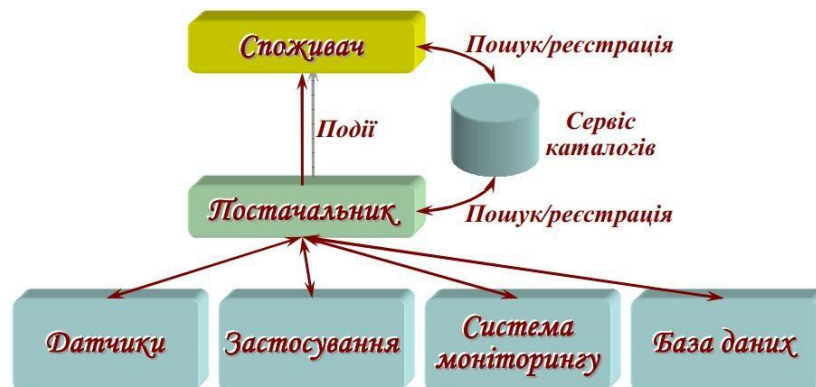 Споживач
Пошук/реєстрація
Події
Сервіс
каталогів
Постачальник
Пошук/реєстрація
Датчики
Застосування
Система
моніторингу
База даних